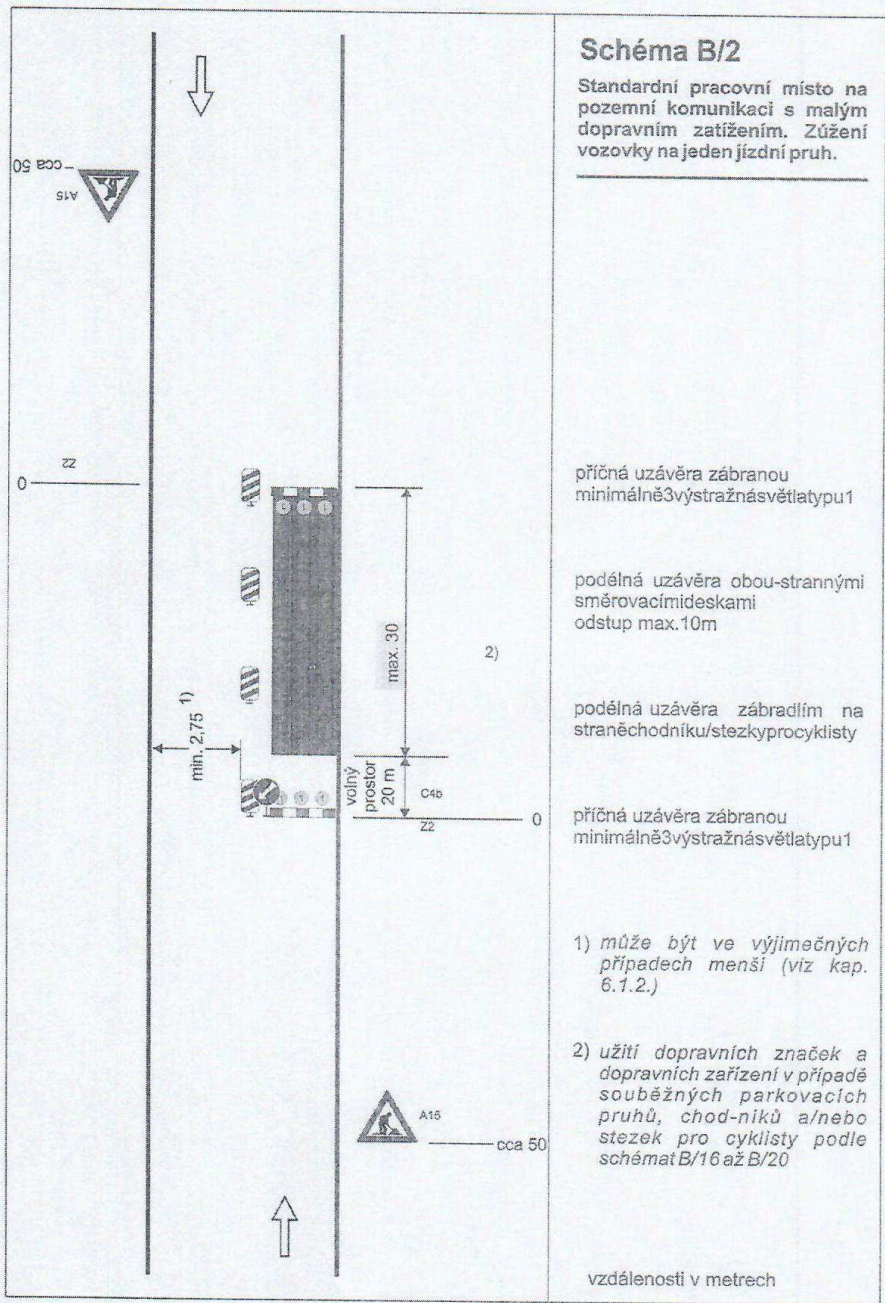 Schéma B/2
Standardní pracovní místo na
pozemní komunikaci s malým
dopravním zatížením. Zúžení
vozovky na jeden jízdní pruh.
cca 50
A15
Z2
0
příčná uzávěra zábranou
minimálně3výstražnásvětlatypu1
podélná uzávěra obou-strannými
směrovacímideskami
odstup max.10m
max. 30
2)
podélná uzávěra zábradlím na
straněchodníku/stezkyprocyklisty
min. 2,75 1)
volný
prostor
20 m
C4b
Z2
0
příčná uzávěra zábranou
minimálně3výstražnásvětlatypu1
1) může být ve výjimečných
případech menší (viz kap.
6.1.2.)
2) užití dopravních značek a
dopravních zařízení v případě
souběžných parkovacích
pruhů, chod-níků a/nebo
stezek pro cyklisty podle
schémat B/16 až B/20
A15
cca 50
vzdálenosti v metrech